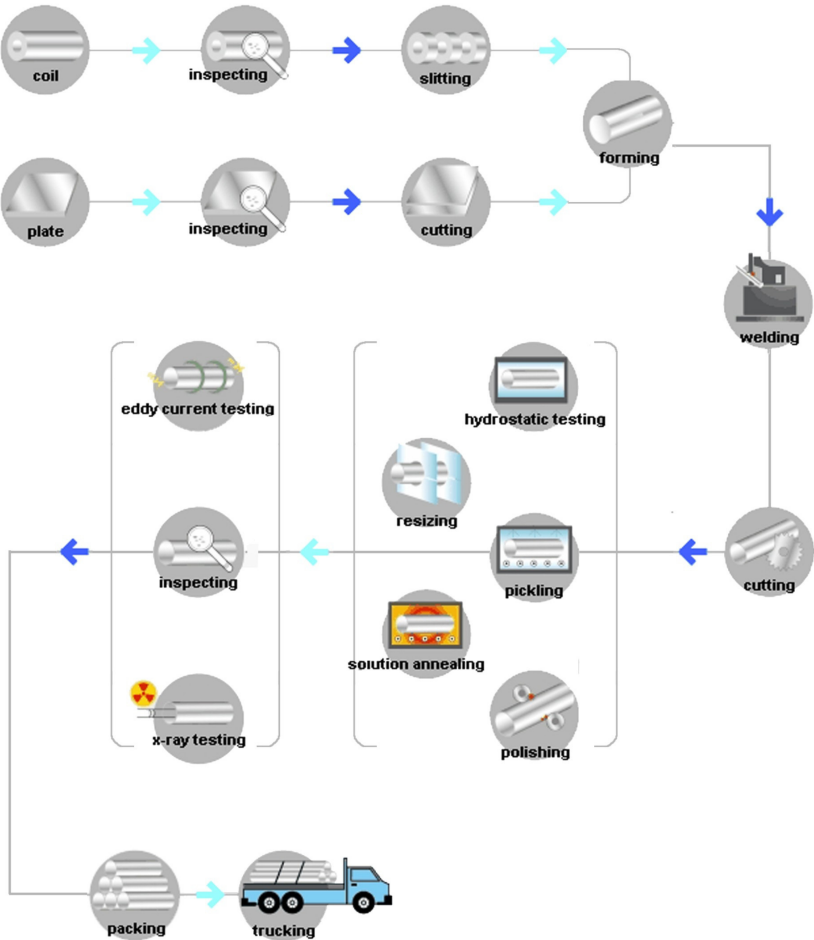 coil
inspecting
slitting
forming
plate
inspecting
cutting
welding
eddy current testing
hydrostatic testing
resizing
inspecting
pickling
cutting
solution annealing
x-ray testing
polishing
packing
trucking